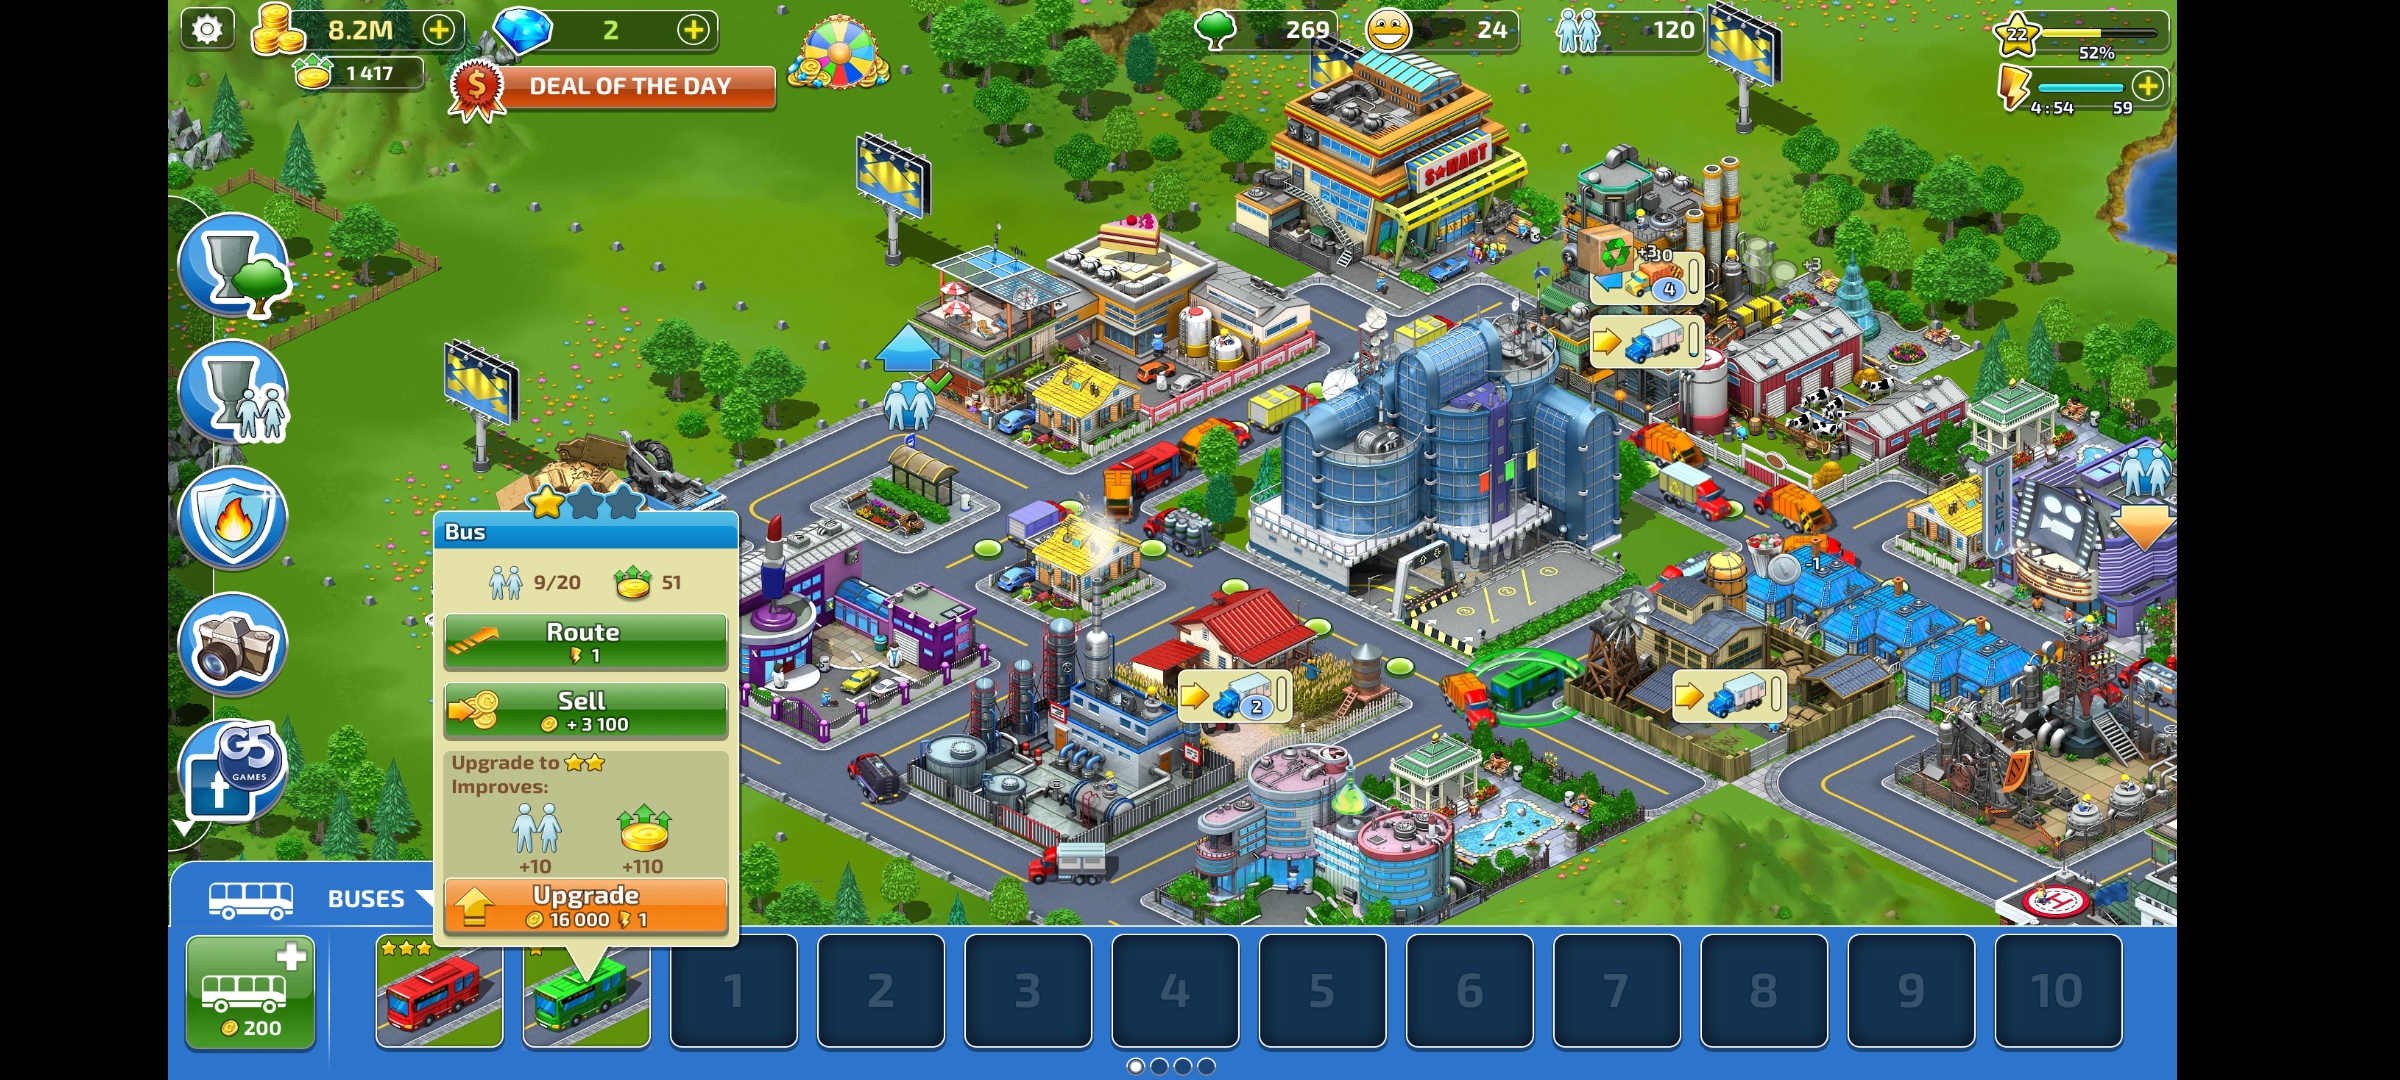 8.2M
2
269
24
120
22
52%
1 417
DEAL OF THE DAY
4:54
59
S★MART
+30
+3
4
CINEMA
-1
Bus
9/20
51
Route
1
Sell
+3 100
Upgrade to
Improves:
+10
+110
Upgrade
16 000
1
2
G5
GAMES
f
H
BUSES
200
1
2
3
4
5
6
7
8
9
10